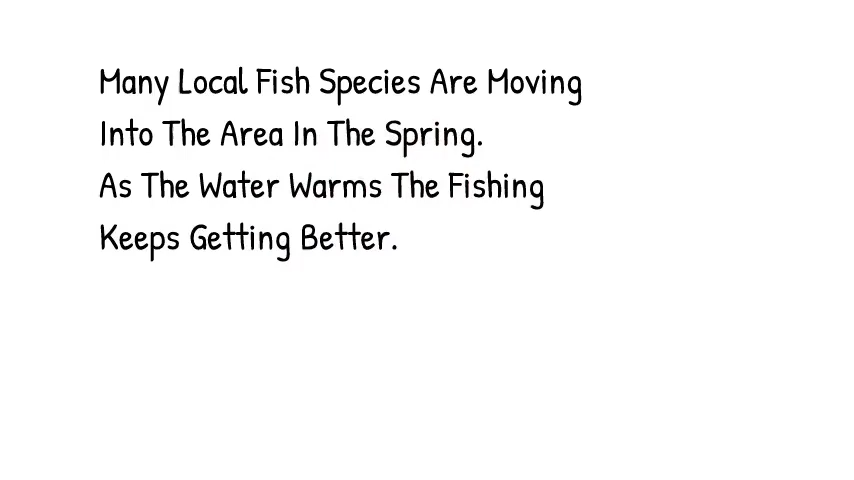 Many Local Fish Species Are Moving
Into The Area In The Spring.
As The Water Warms The Fishing
Keeps Getting Better.